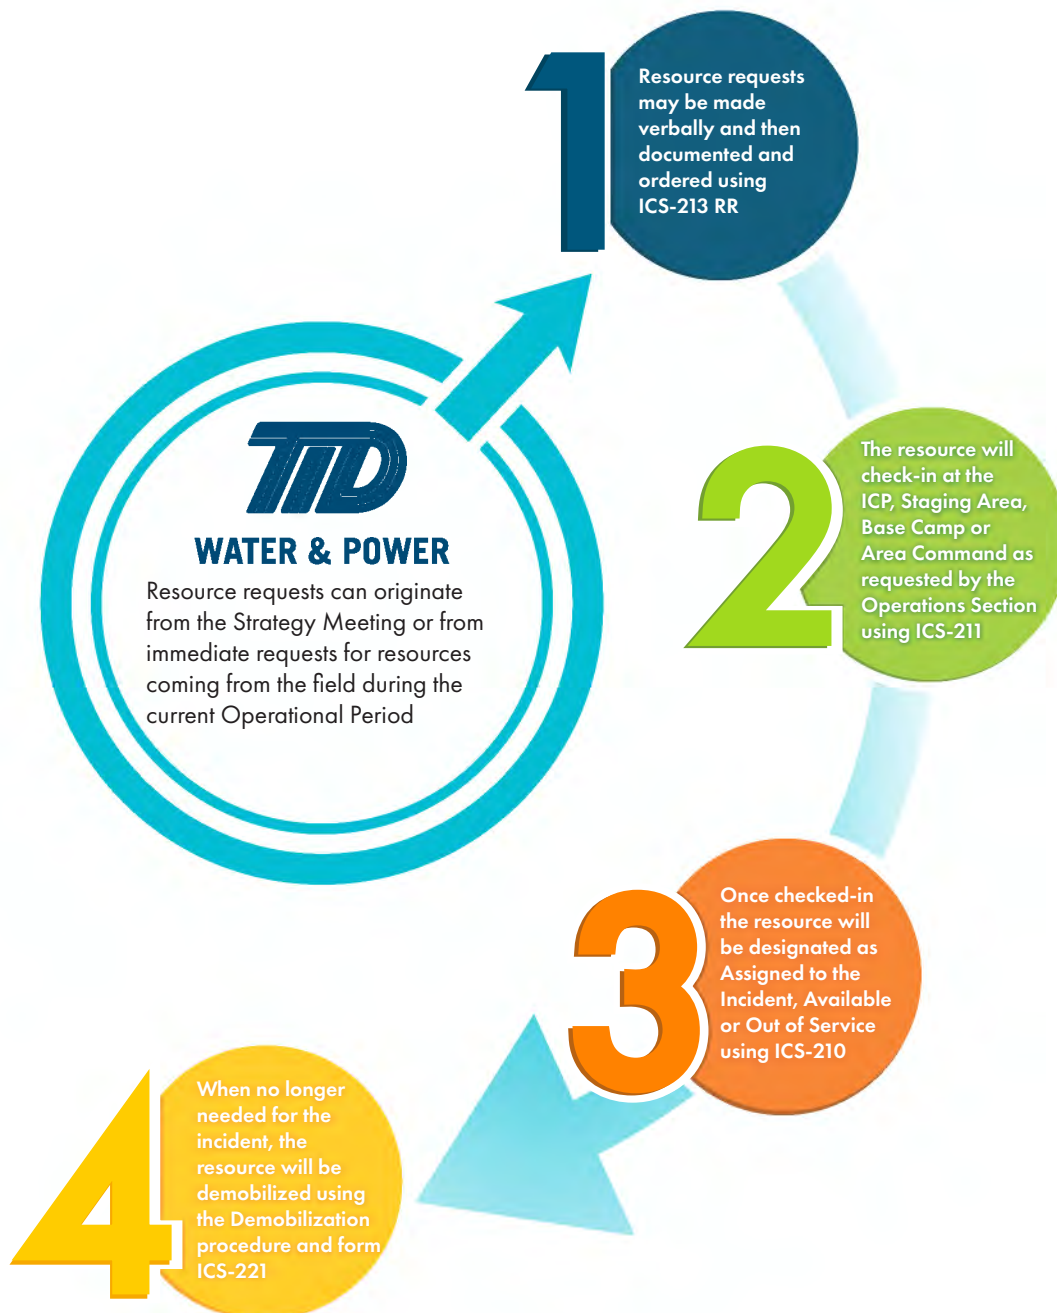 1
Resource requests
may be made
verbally and then
documented and
ordered using
ICS-213 RR
TID
WATER & POWER
Resource requests can originate
from the Strategy Meeting or from
immediate requests for resources
coming from the field during the
current Operational Period
2
The resource will
check-in at the
ICP, Staging Area,
Base Camp or
Area Command as
requested by the
Operations Section
using ICS-211
3
Once checked-in
the resource will
be designated as
Assigned to the
Incident, Available
or Out of Service
using ICS-210
4
When no longer
needed for the
incident, the
resource will be
demobilized using
the Demobilization
procedure and form
ICS-221